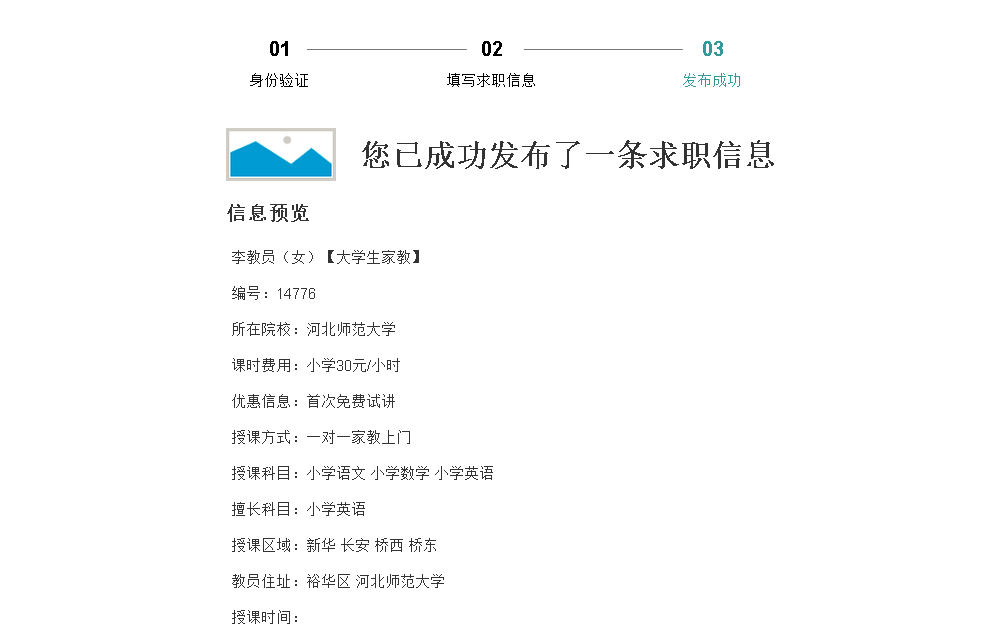 01 02 03
身份验证 填写求职信息 发布成功
您已成功发布了一条求职信息
信息预览
李教员（女）【大学生家教】
编号：14776
所在院校：河北师范大学
课时费用：小学30元/小时
优惠信息：首次免费试讲
授课方式：一对一家教上门
授课科目：小学语文 小学数学 小学英语
擅长科目：小学英语
授课区域：新华 长安 桥西 桥东
教员住址：裕华区 河北师范大学
授课时间：